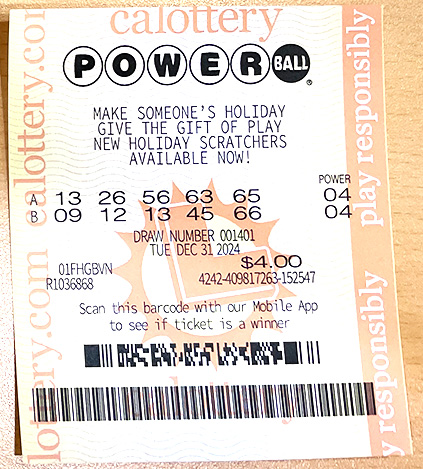 calottery
POWERBALL
MAKE SOMEONE'S HOLIDAY
GIVE THE GIFT OF PLAY
NEW HOLIDAY SCRATCHERS
AVAILABLE NOW!
POWER
A 13 26 56 63 65 04
B 09 12 13 45 66 04
DRAW NUMBER 001401
TUE DEC 31 2024
$4.00
01FHGBVN 4242-409817263-152547
R1036868
Scan this barcode with our Mobile App
to see if ticket is a winner
calottery.com
lottery.com
play responsibly
y responsibly